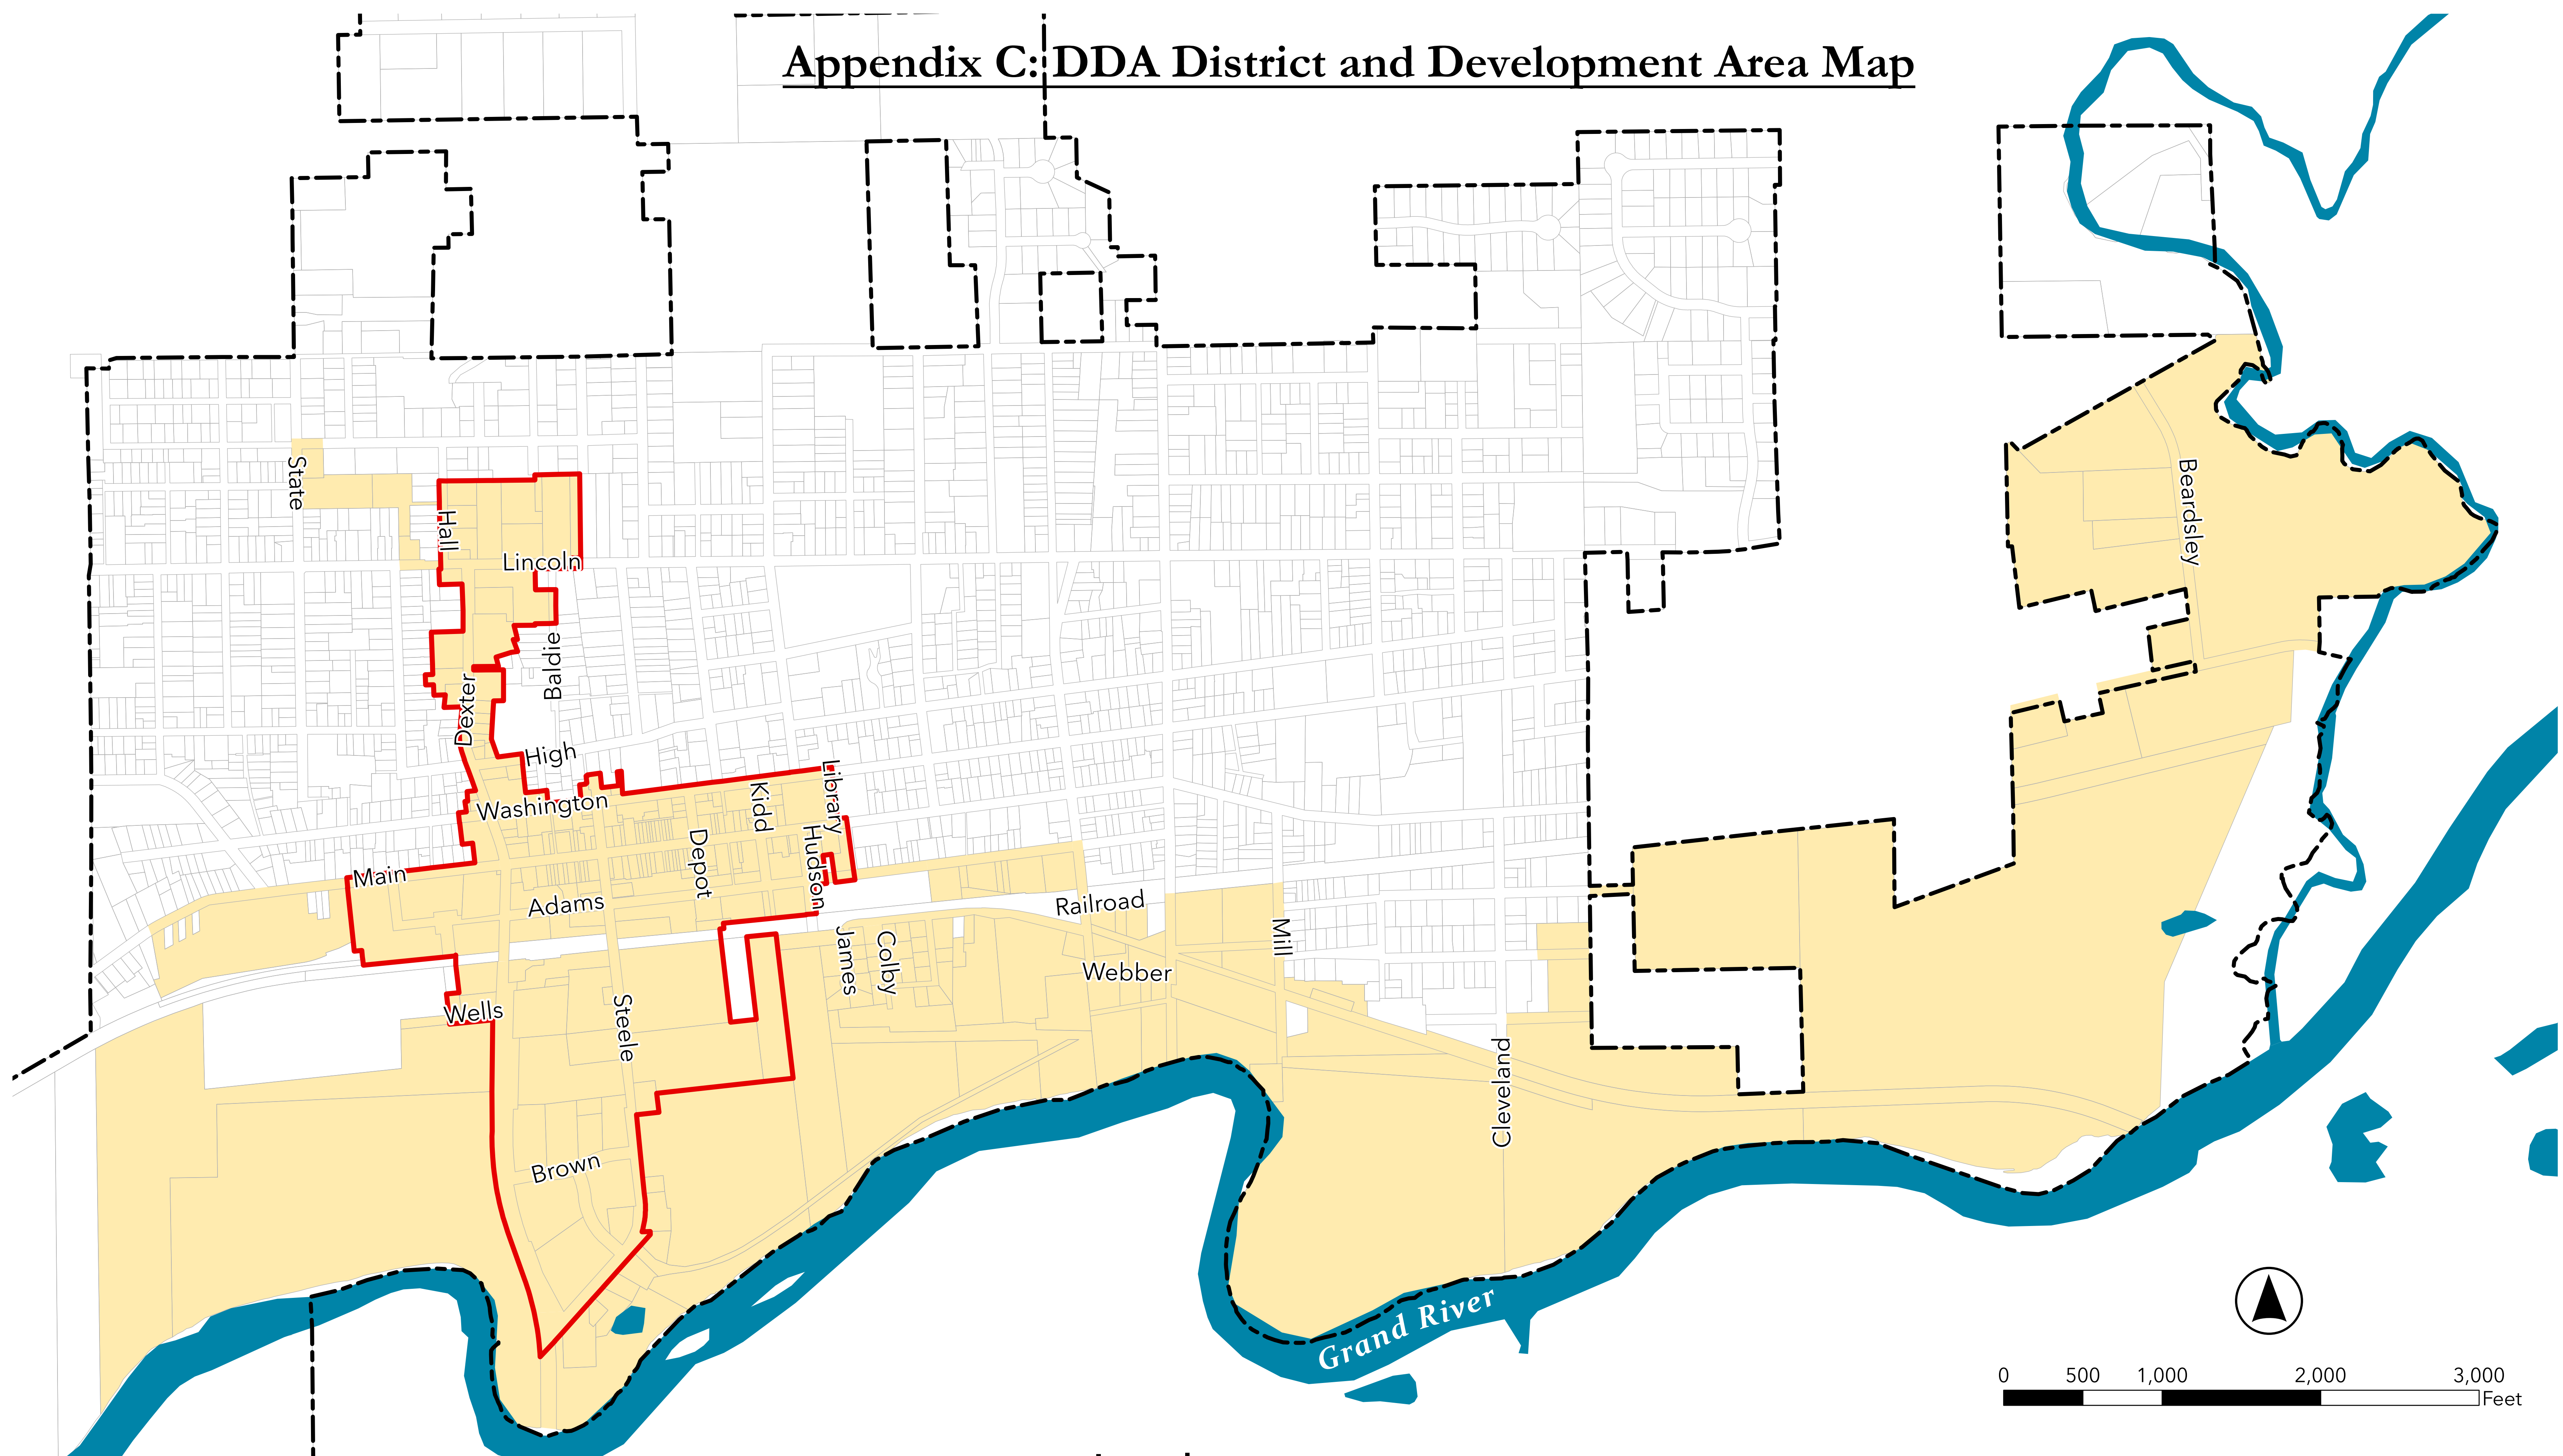 Appendix C: DDA District and Development Area Map
State
Hall
Lincoln
Beardsley
Baldie
Dexter
High
Washington
Kidd
Library
Depot
Hudson
Main
Adams
Railroad
James
Colby
Mill
Webber
Wells
Steele
Cleveland
Brown
Grand River
0 500 1,000 2,000 3,000
Feet